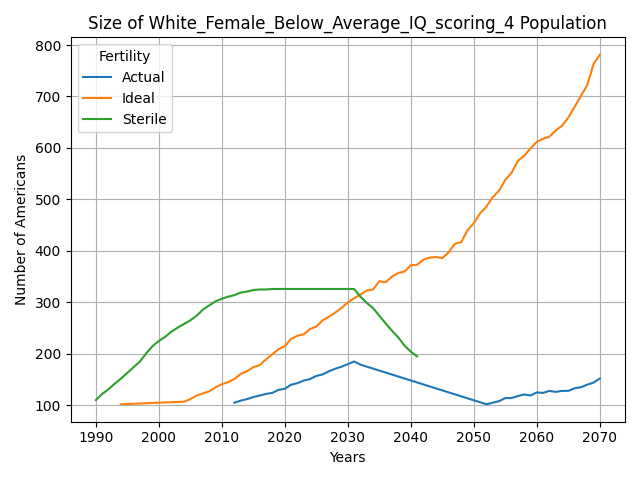 Size of White_Female_Below_Average_IQ_scoring_4 Population
Fertility
Actual
Ideal
Sterile
Number of Americans
800
700
600
500
400
300
200
100
1990 2000 2010 2020 2030 2040 2050 2060 2070
Years